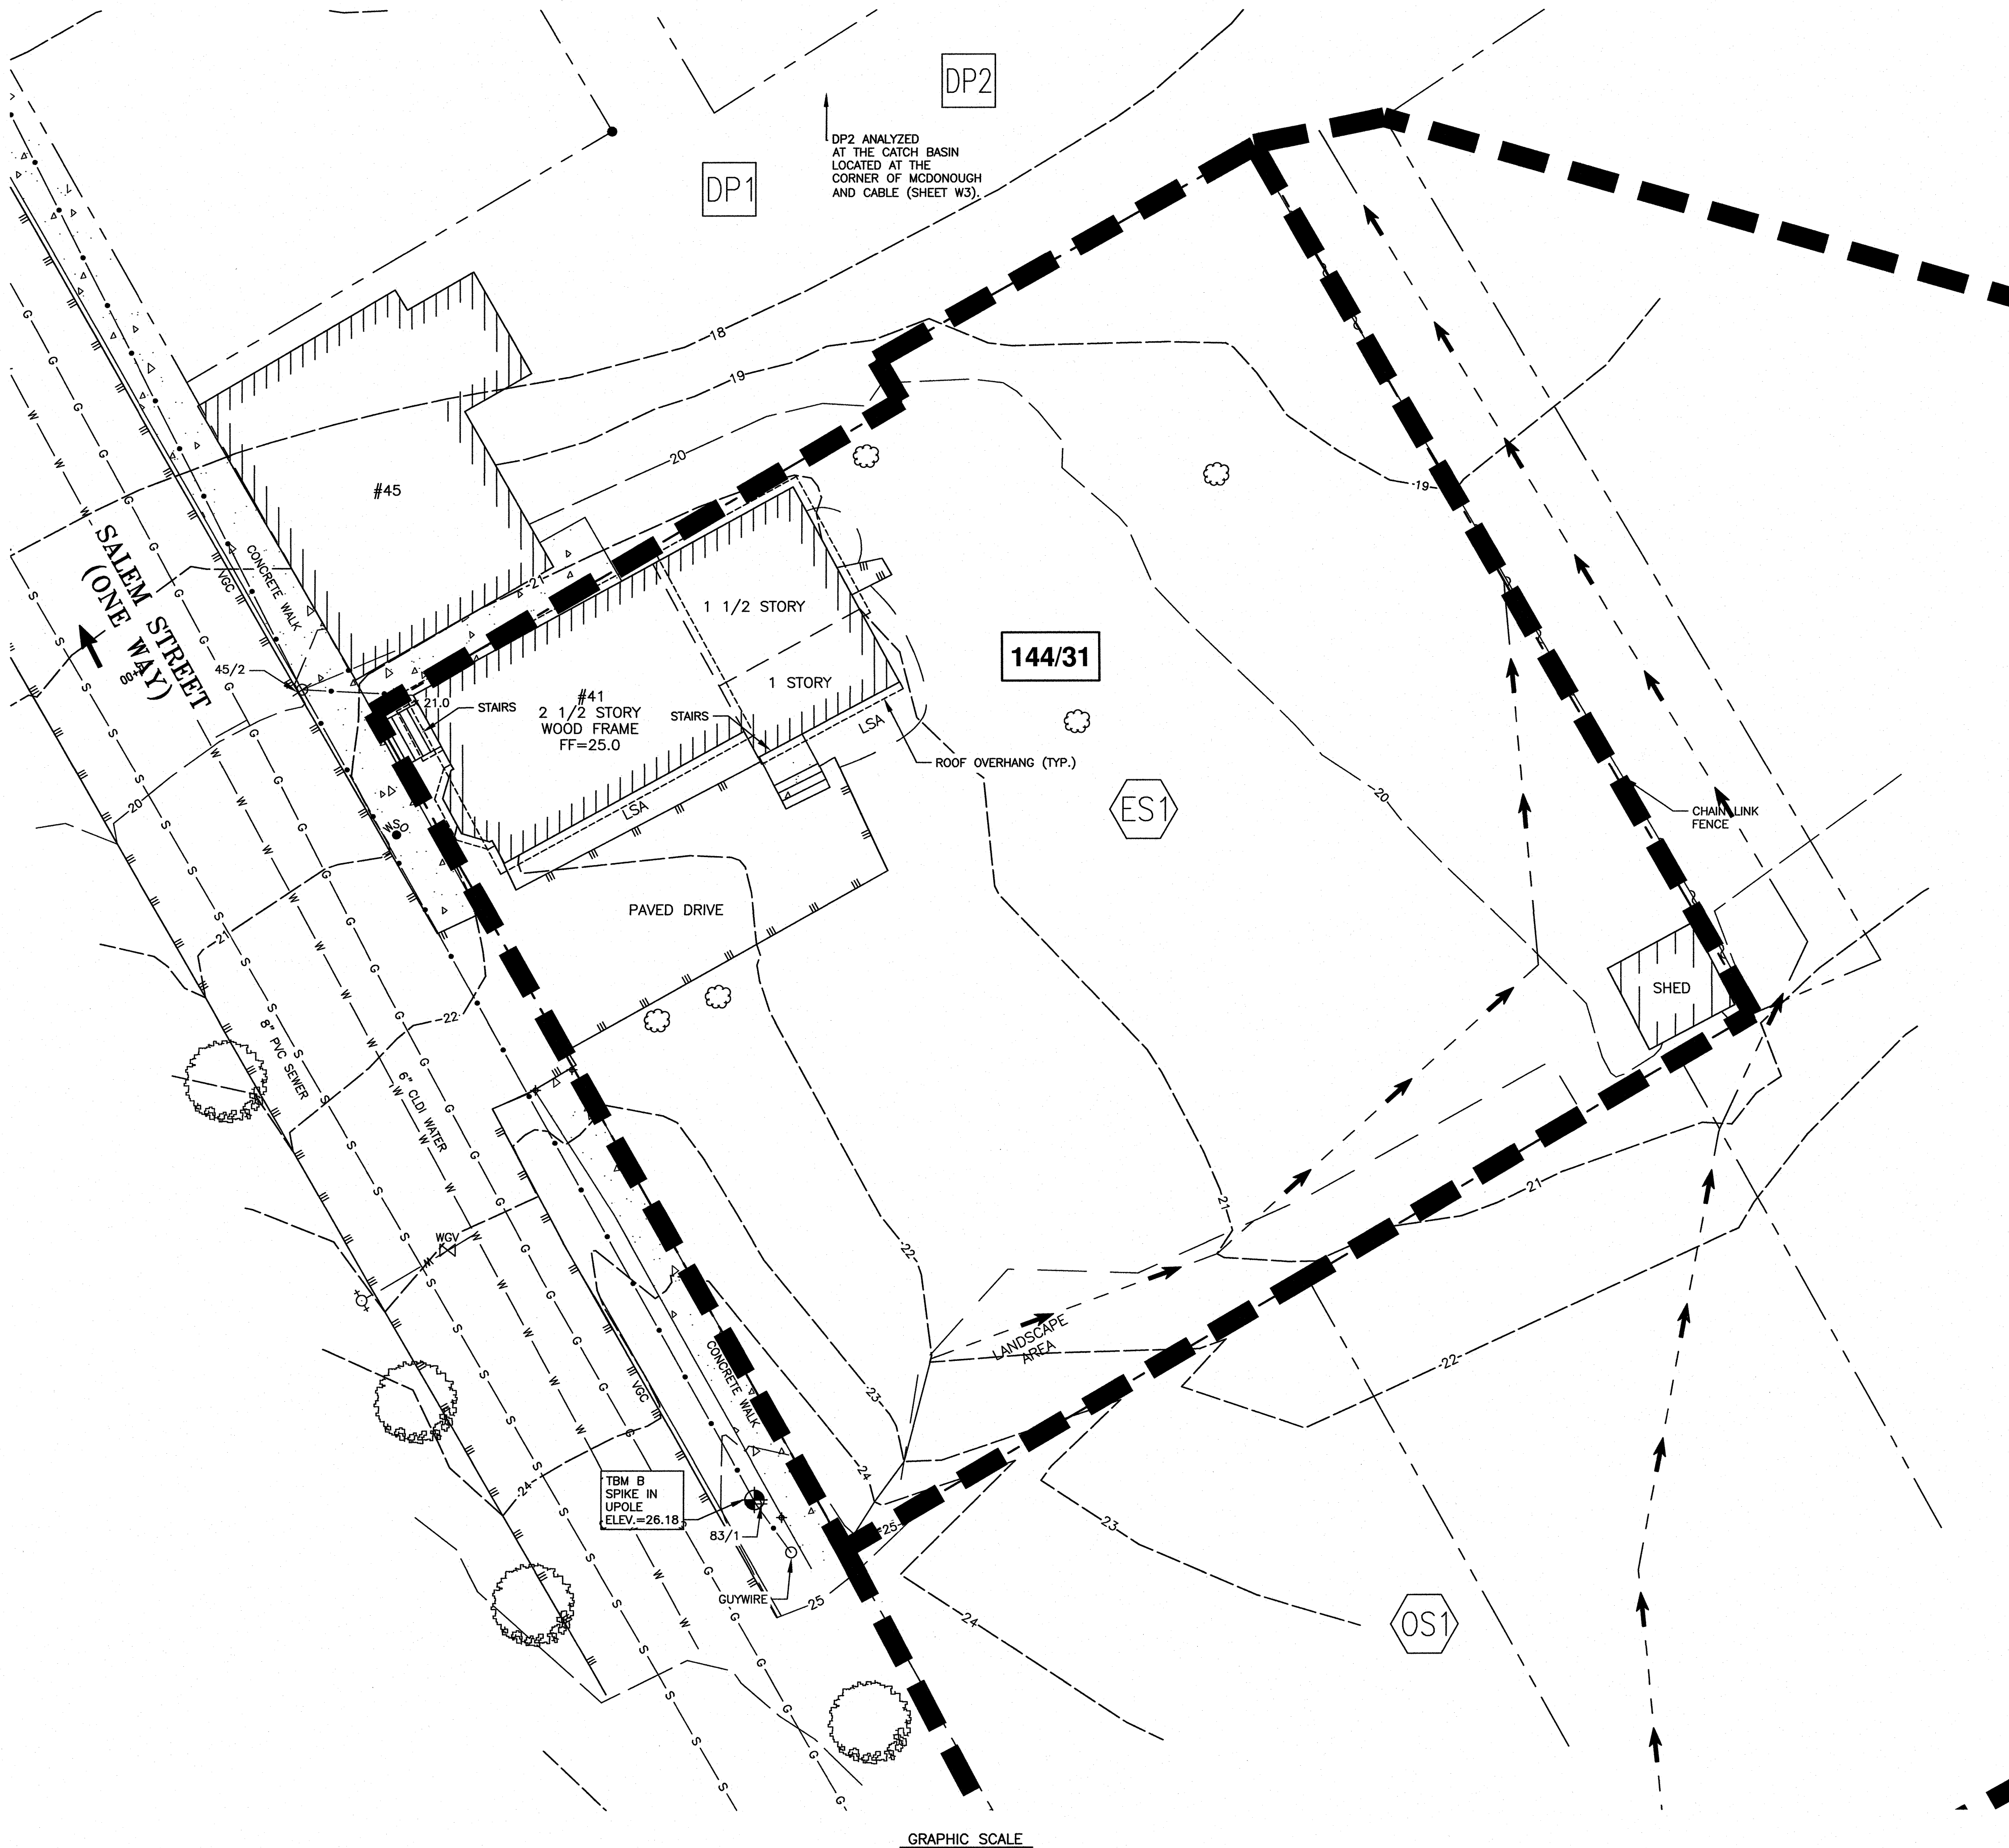 DP2
DP2 ANALYZED
AT THE CATCH BASIN
LOCATED AT THE
CORNER OF MCDONOUGH
AND CABLE (SHEET W3).
DP1
18
19
20
19
#45
SALEM STREET
(ONE WAY)
CONCRETE WALK
VGC
21
1 1/2 STORY
144/31
45/2
21.0
STAIRS
#41
2 1/2 STORY
WOOD FRAME
FF=25.0
STAIRS
1 STORY
LSA
ROOF OVERHANG (TYP.)
20
20
LSA
ES1
CHAIN LINK
FENCE
WSO
PAVED DRIVE
21
SHED
22
8" PVC SEWER
6" CLDI WATER
21
21
WGV
22
LANDSCAPE
AREA
22
VGC
CONCRETE WALK
23
24
24
TBM B
SPIKE IN
UPOLE
ELEV.=26.18
83/1
25
23
GUYWIRE
25
24
OS1
GRAPHIC SCALE